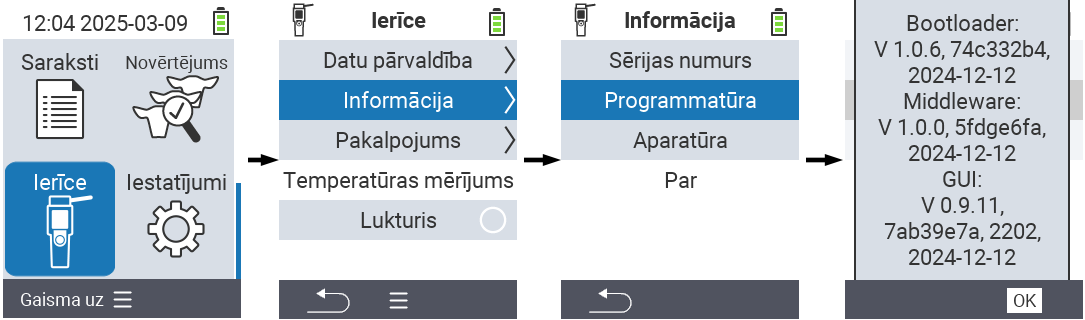 12:04 2025-03-09
Saraksti
Novērtējums
Ierīce
Iestatījumi
Gaisma uz
Ierīce
Datu pārvaldība
Informācija
Pakalpojums
Temperatūras mērījums
Lukturis
Informācija
Sērijas numurs
Programmatūra
Aparatūra
Par
Bootloader:
V 1.0.6, 74c332b4,
2024-12-12
Middleware:
V 1.0.0, 5fdge6fa,
2024-12-12
GUI:
V 0.9.11,
7ab39e7a, 2202,
2024-12-12
OK